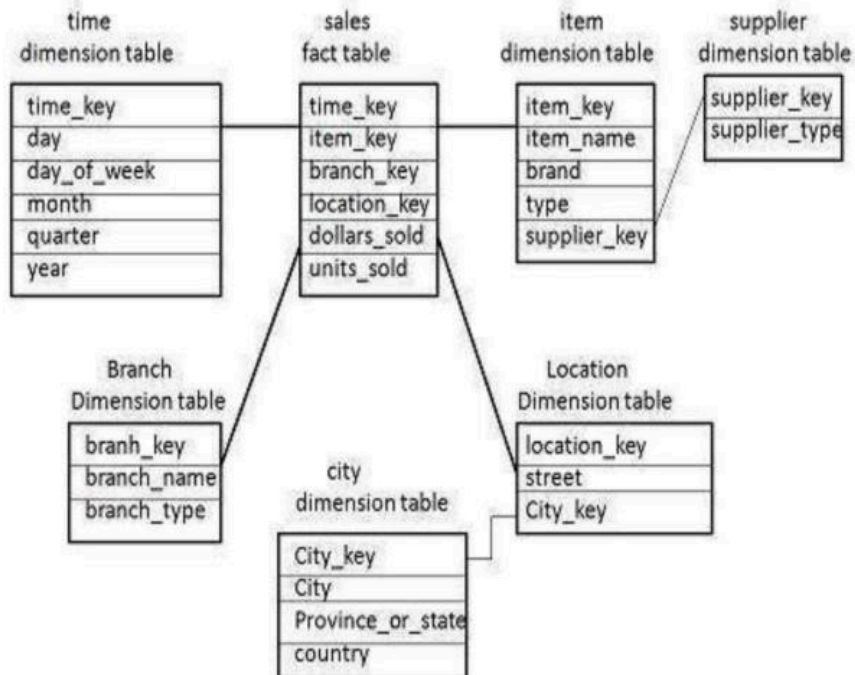 time
dimension table
time_key
day
day_of_week
month
quarter
year
sales
fact table
time_key
item_key
branch_key
location_key
dollars_sold
units_sold
item
dimension table
item_key
item_name
brand
type
supplier_key
supplier
dimension table
supplier_key
supplier_type
Branch
Dimension table
branh_key
branch_name
branch_type
city
dimension table
City_key
City
Province_or_state
country
Location
Dimension table
location_key
street
City_key